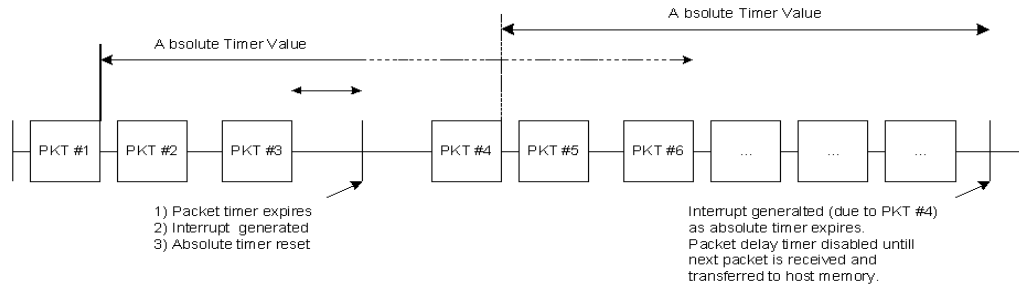 A bsolute Timer Value
A bsolute Timer Value
PKT #1
PKT #2
PKT #3
PKT #4
PKT #5
PKT #6
...
...
...
1) Packet timer expires
2) Interrupt generated
3) Absolute timer reset
Interrupt generalted (due to PKT #4)
as absolute timer expires.
Packet delay timer disabled untill
next packet is received and
transferred to host memory.